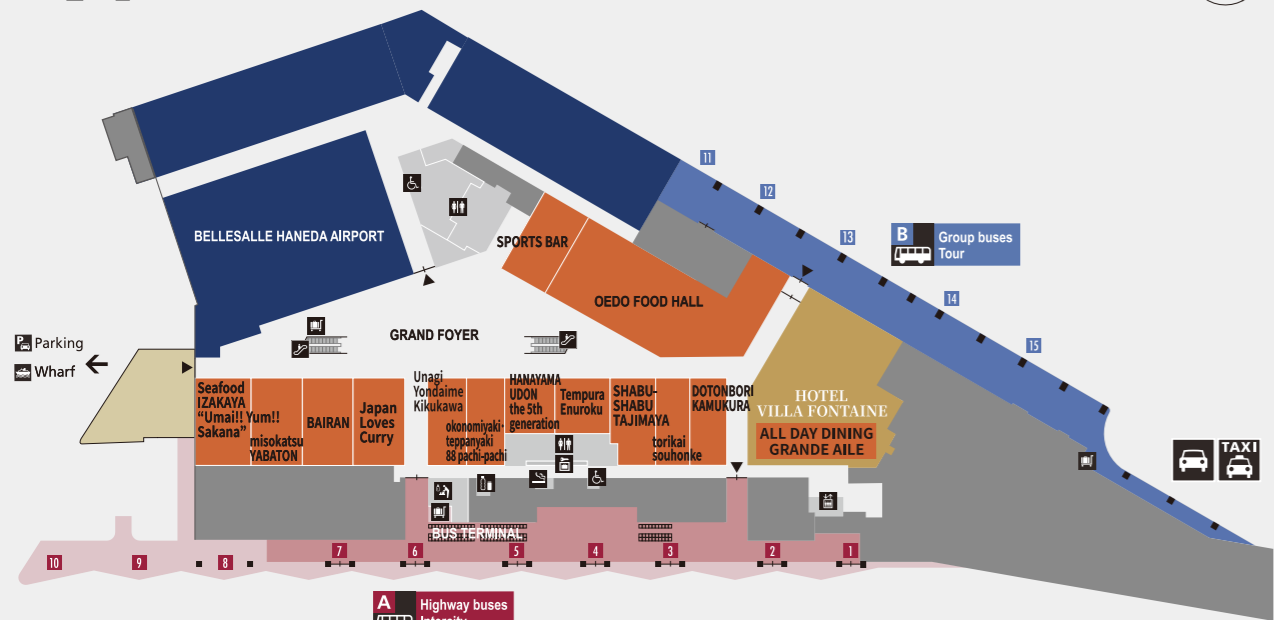 11
12
13
B
Group buses
Tour
14
15
BELLESALLE HANEDA AIRPORT
SPORTS BAR
OEDO FOOD HALL
GRAND FOYER
P
Parking
Wharf
Seafood
IZAKAYA
“Umai!! Yum!!
Sakana”
misokatsu
YABATON
BAIRAN
Japan
Loves
Curry
Unagi
Yondaime
Kikukawa
okonomiyaki·
teppanyaki
88 pachi-pachi
HANAYAMA
UDON
the 5th
generation
Tempura
Enuroku
SHABU-
SHABU
TAJIMAYA
torikai
souhonke
DOTONBORI
KAMUKURA
HOTEL
VILLA FONTAINE
ALL DAY DINING
GRANDE AILE
TAXI
BUS TERMINAL
10
9
8
7
6
5
4
3
2
1
A
Highway buses